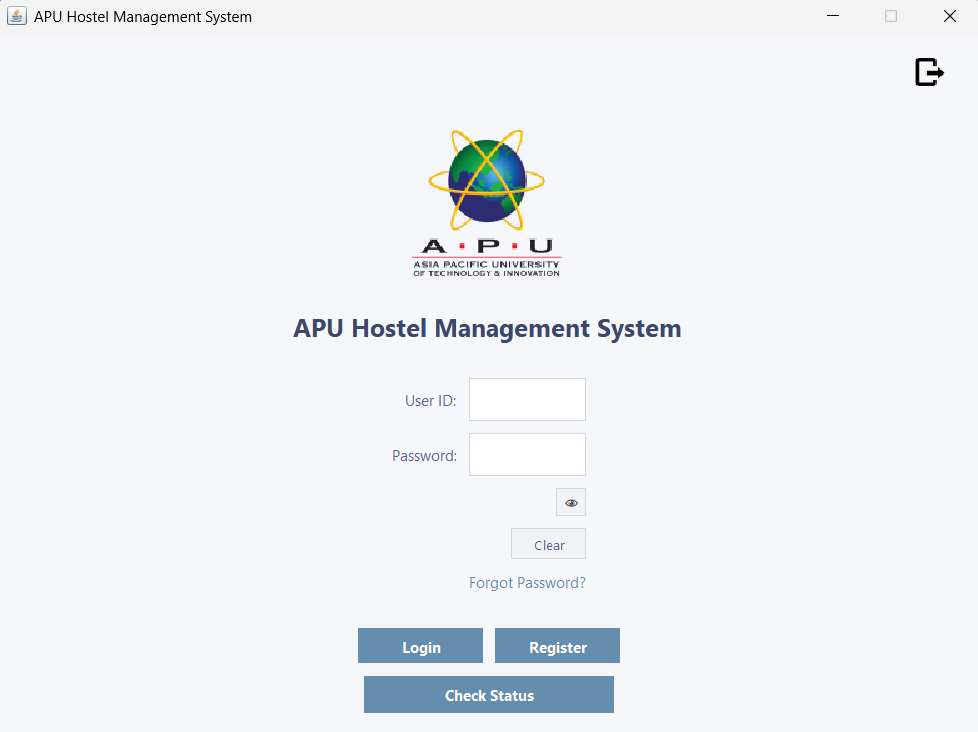 APU Hostel Management System
A·P·U
ASIA PACIFIC UNIVERSITY
OF TECHNOLOGY & INNOVATION
APU Hostel Management System
User ID:
Password:
Clear
Forgot Password?
Login Register
Check Status